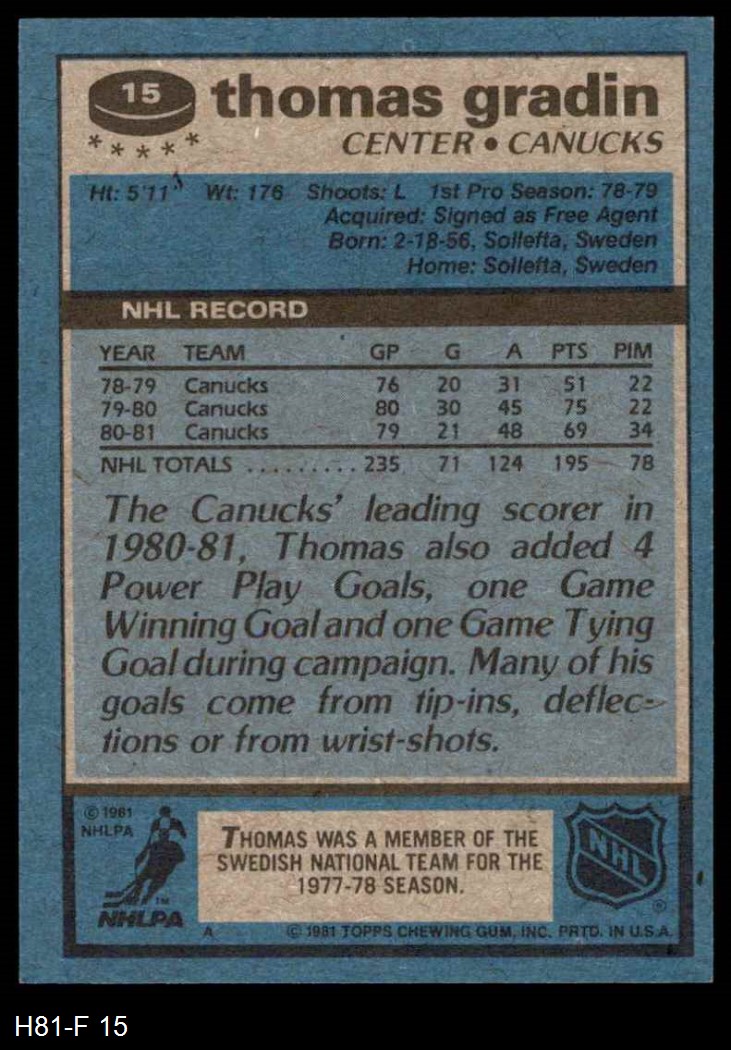 15 thomas gradin
***** CENTER • CANUCKS
Ht: 5'11" Wt: 176 Shoots: L 1st Pro Season: 78-79
Acquired: Signed as Free Agent
Born: 2-18-56, Sollefta, Sweden
Home: Sollefta, Sweden
NHL RECORD
YEAR TEAM GP G A PTS PIM
78-79 Canucks 76 20 31 51 22
79-80 Canucks 80 30 45 75 22
80-81 Canucks 79 21 48 69 34
NHL TOTALS .......... 235 71 124 195 78
The Canucks' leading scorer in
1980-81, Thomas also added 4
Power Play Goals, one Game
Winning Goal and one Game Tying
Goal during campaign. Many of his
goals come from tip-ins, deflec-
tions or from wrist-shots.
© 1981
NHLPA
NHLPA
TM
THOMAS WAS A MEMBER OF THE
SWEDISH NATIONAL TEAM FOR THE
1977-78 SEASON.
NHL
®
A © 1981 TOPPS CHEWING GUM, INC. PRTD. IN U.S.A.
H81-F 15